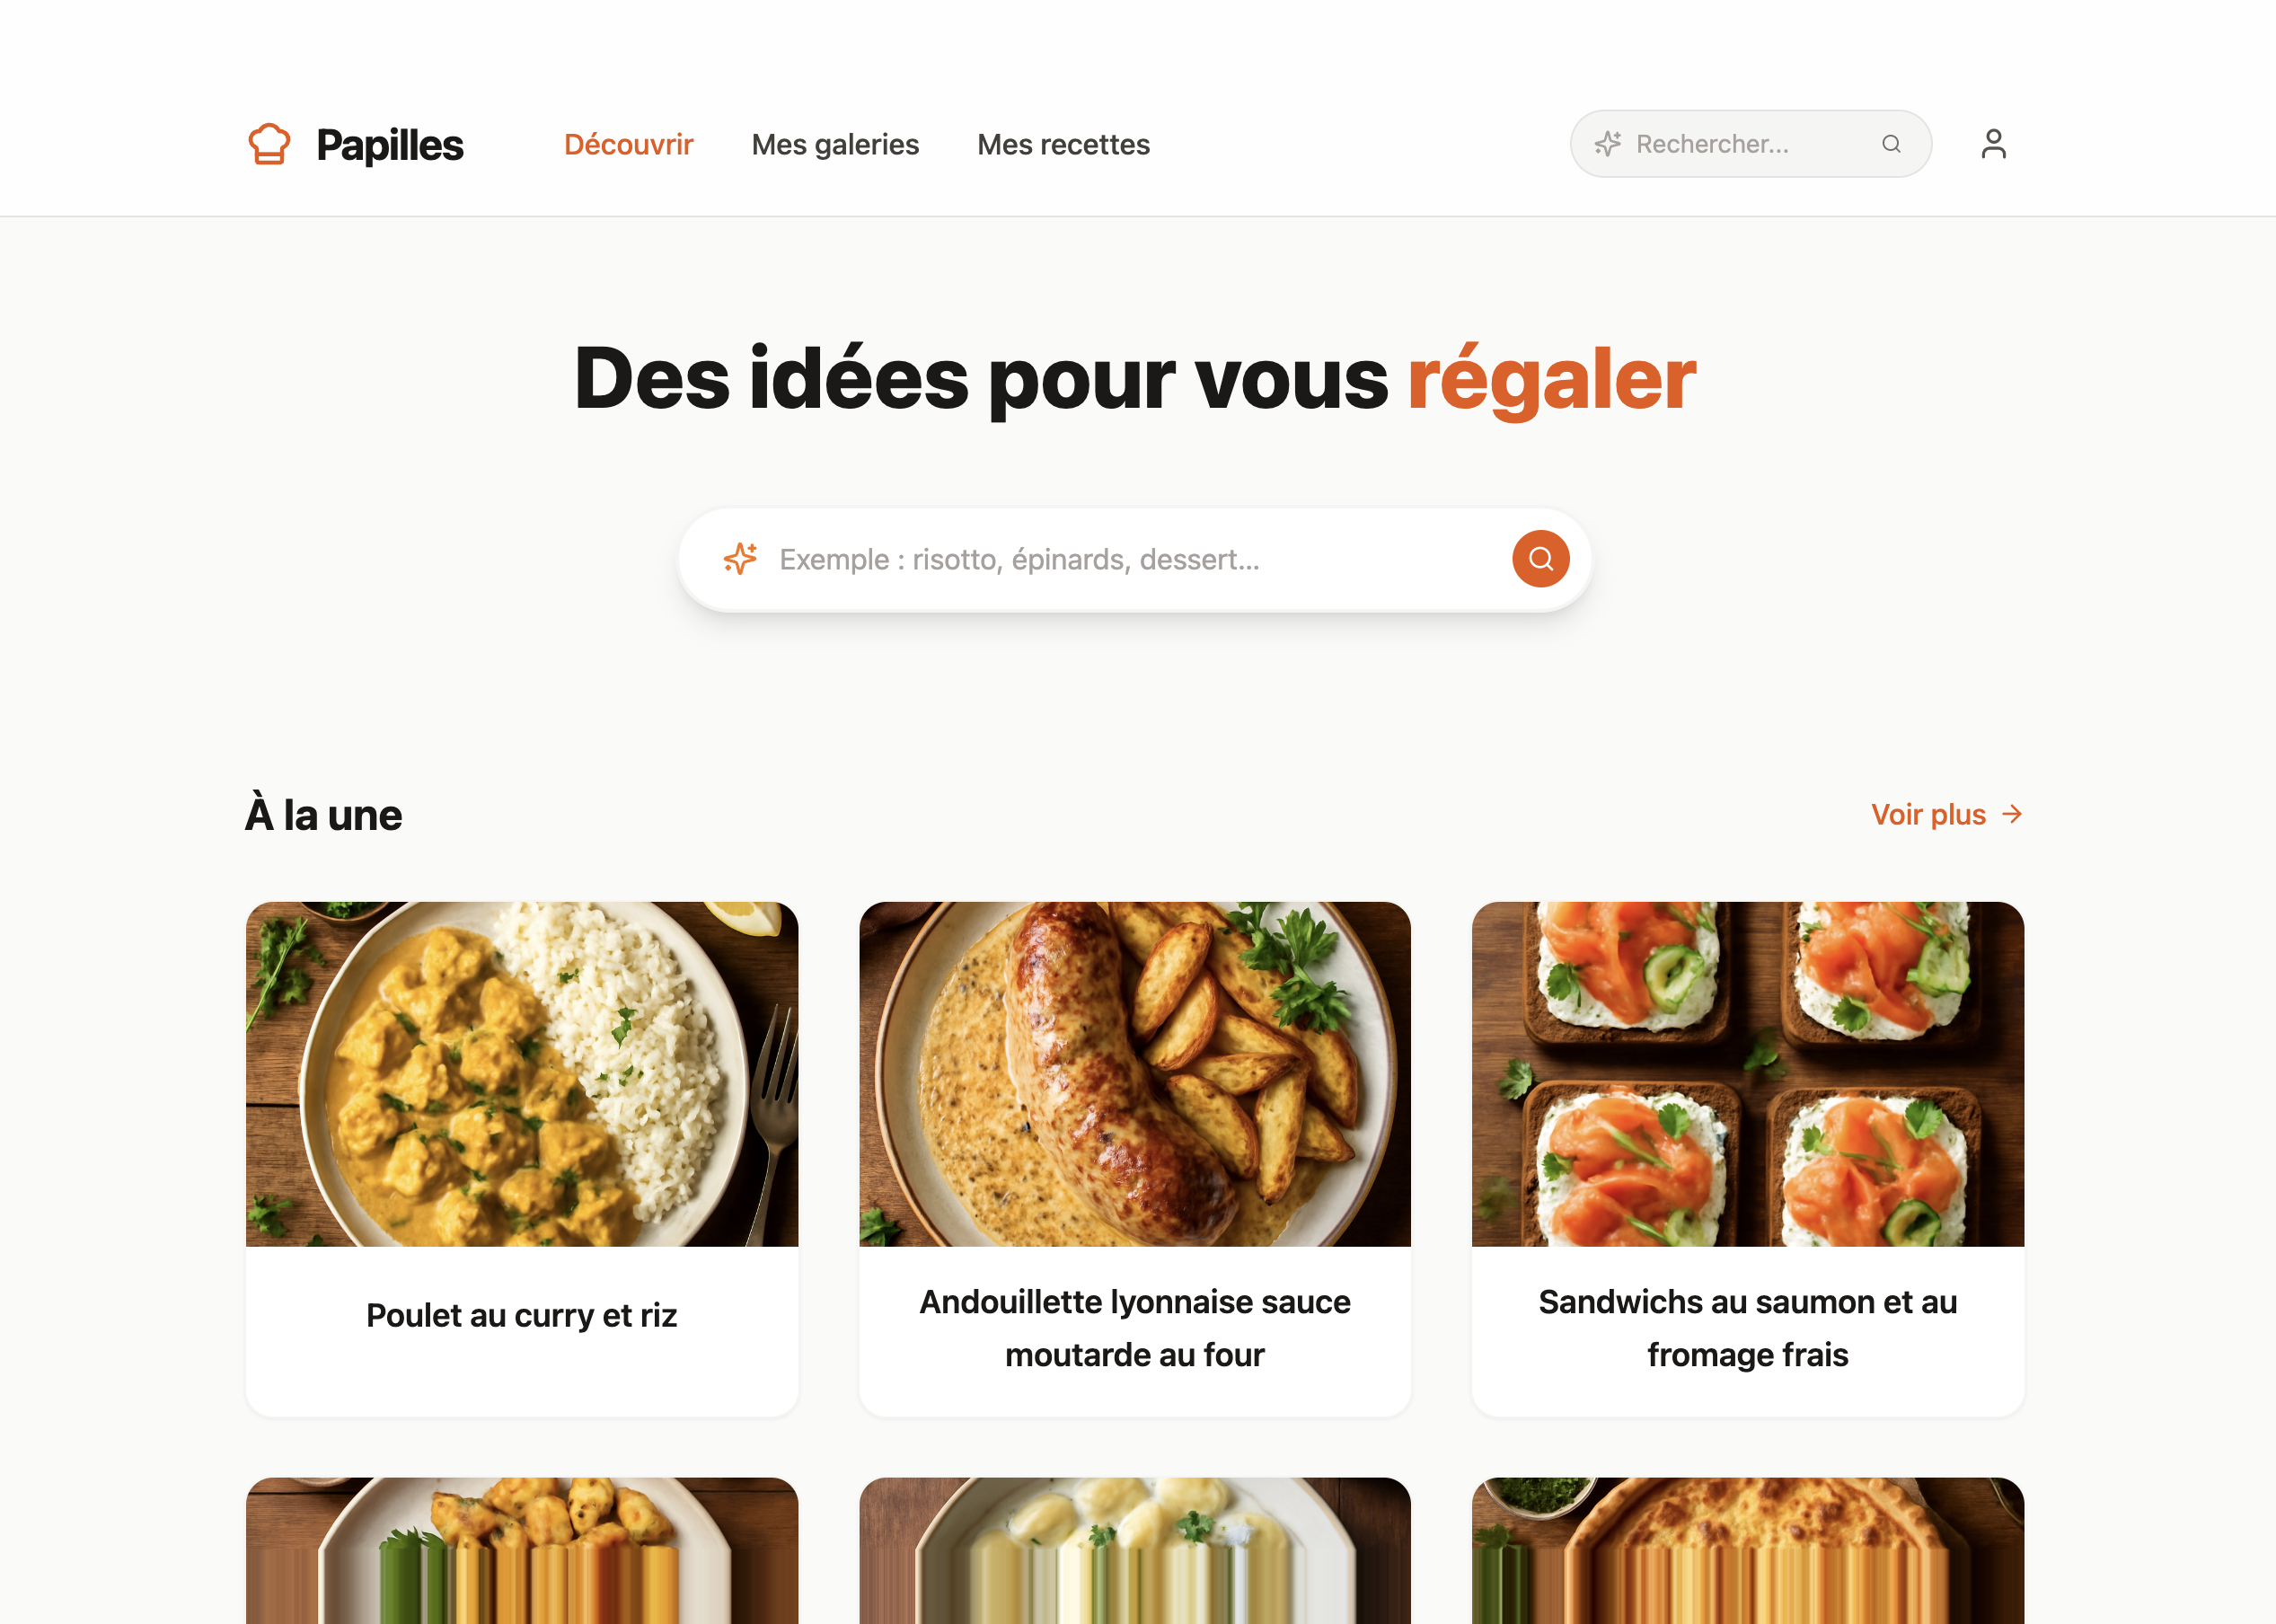 Papilles
Découvrir
Mes galeries
Mes recettes
Rechercher...
Des idées pour vous régaler
Exemple : risotto, épinards, dessert...
À la une
Voir plus →
Poulet au curry et riz
Andouillette lyonnaise sauce
moutarde au four
Sandwichs au saumon et au
fromage frais